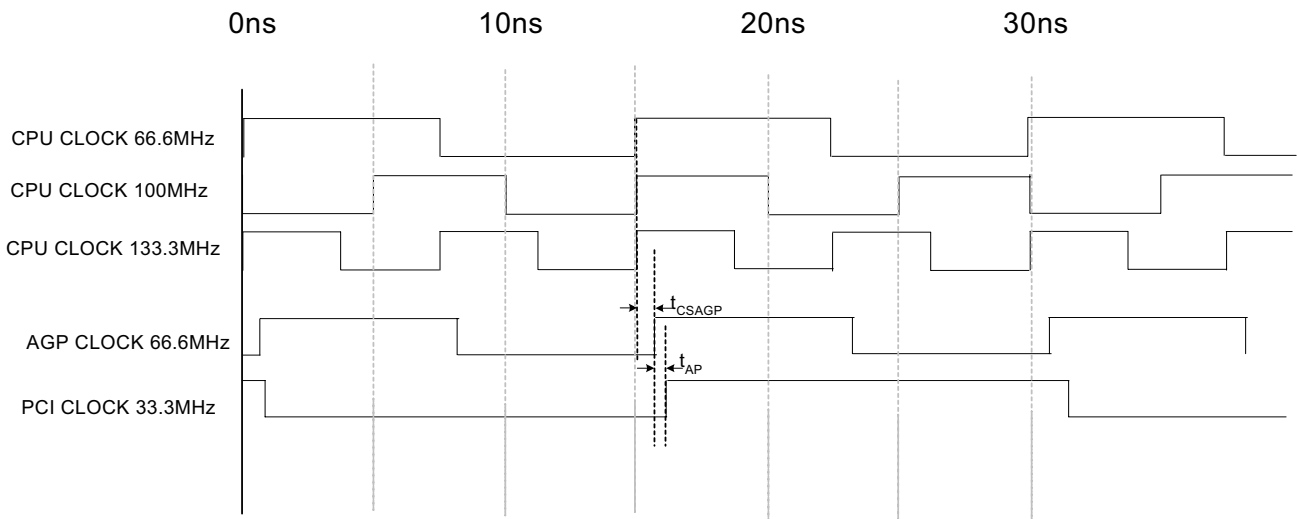 0ns 10ns 20ns 30ns
CPU CLOCK 66.6MHz
CPU CLOCK 100MHz
CPU CLOCK 133.3MHz
tCSAGP
AGP CLOCK 66.6MHz
tAP
PCI CLOCK 33.3MHz